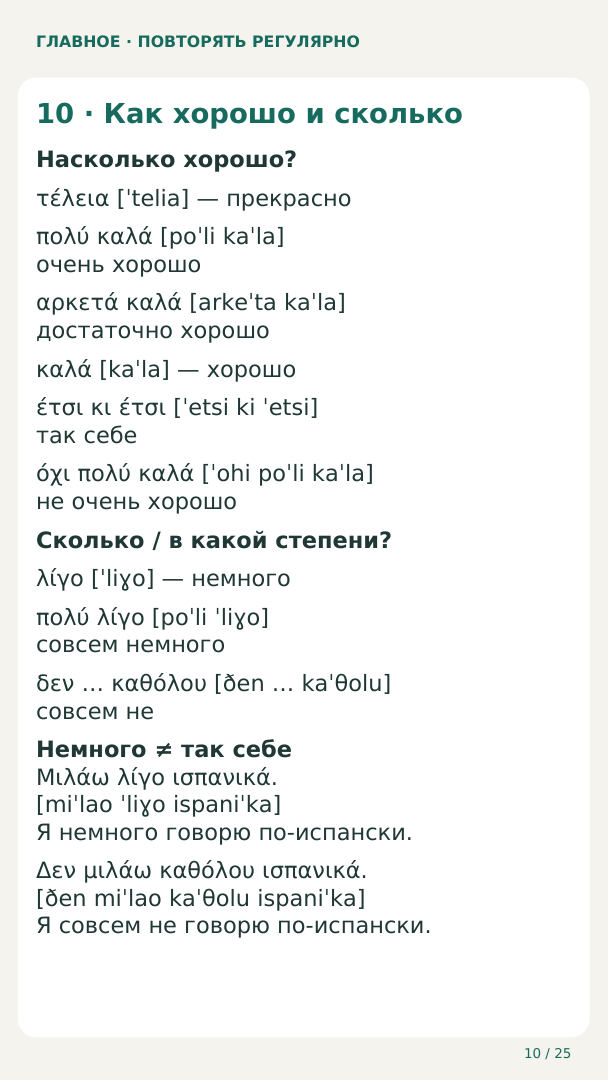 ГЛАВНОЕ · ПОВТОРЯТЬ РЕГУЛЯРНО
10 · Как хорошо и сколько
Насколько хорошо?
τέλεια [ˈtelia] — прекрасно
πολύ καλά [poˈli kaˈla]
очень хорошо
αρκετά καλά [arkeˈta kaˈla]
достаточно хорошо
καλά [kaˈla] — хорошо
έτσι κι έτσι [ˈetsi ki ˈetsi]
так себе
όχι πολύ καλά [ˈohi poˈli kaˈla]
не очень хорошо
Сколько / в какой степени?
λίγο [ˈliɣo] — немного
πολύ λίγο [poˈli ˈliɣo]
совсем немного
δεν … καθόλου [ðen … kaˈθolu]
совсем не
Немного ≠ так себе
Μιλάω λίγο ισπανικά.
[miˈlao ˈliɣo ispaniˈka]
Я немного говорю по-испански.
Δεν μιλάω καθόλου ισπανικά.
[ðen miˈlao kaˈθolu ispaniˈka]
Я совсем не говорю по-испански.
10 / 25